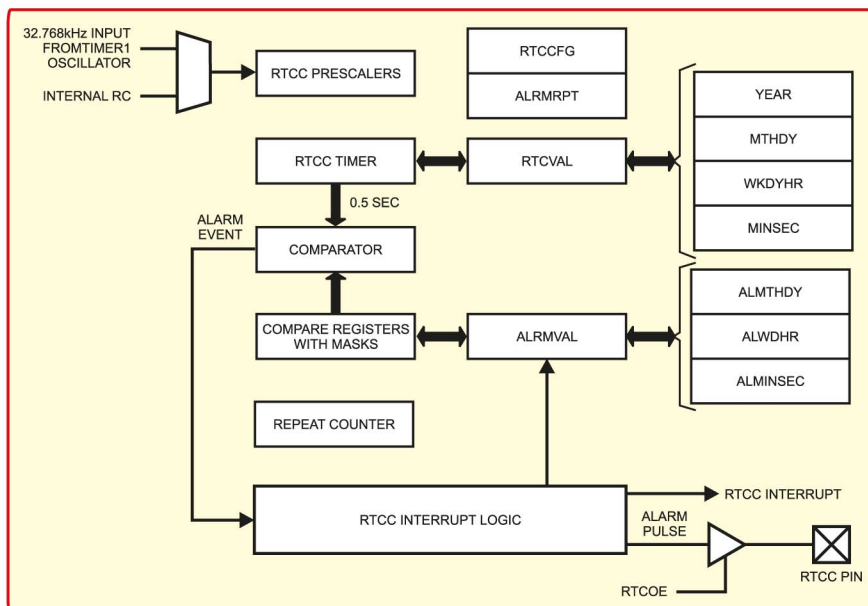 32.768kHz INPUT
FROMTIMER1
OSCILLATOR
INTERNAL RC
RTCC PRESCALERS
RTCCFG
ALRMRPT
YEAR
MTHDY
WKDYHR
MINSEC
RTCC TIMER
RTCVAL
0.5 SEC
ALARM
EVENT
COMPARATOR
COMPARE REGISTERS
WITH MASKS
ALRMVAL
ALMTHDY
ALWDHR
ALMINSEC
REPEAT COUNTER
RTCC INTERRUPT LOGIC
RTCC INTERRUPT
ALARM
PULSE
RTCC PIN
RTCOE